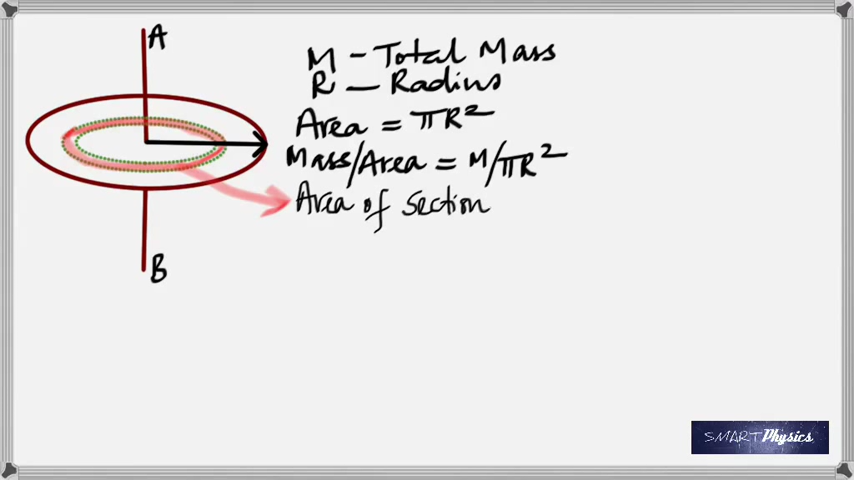 A
M - Total Mass
R - Radius
Area = πR²
Mass/Area = M/πR²
Area of section
B
SMARTPhysics